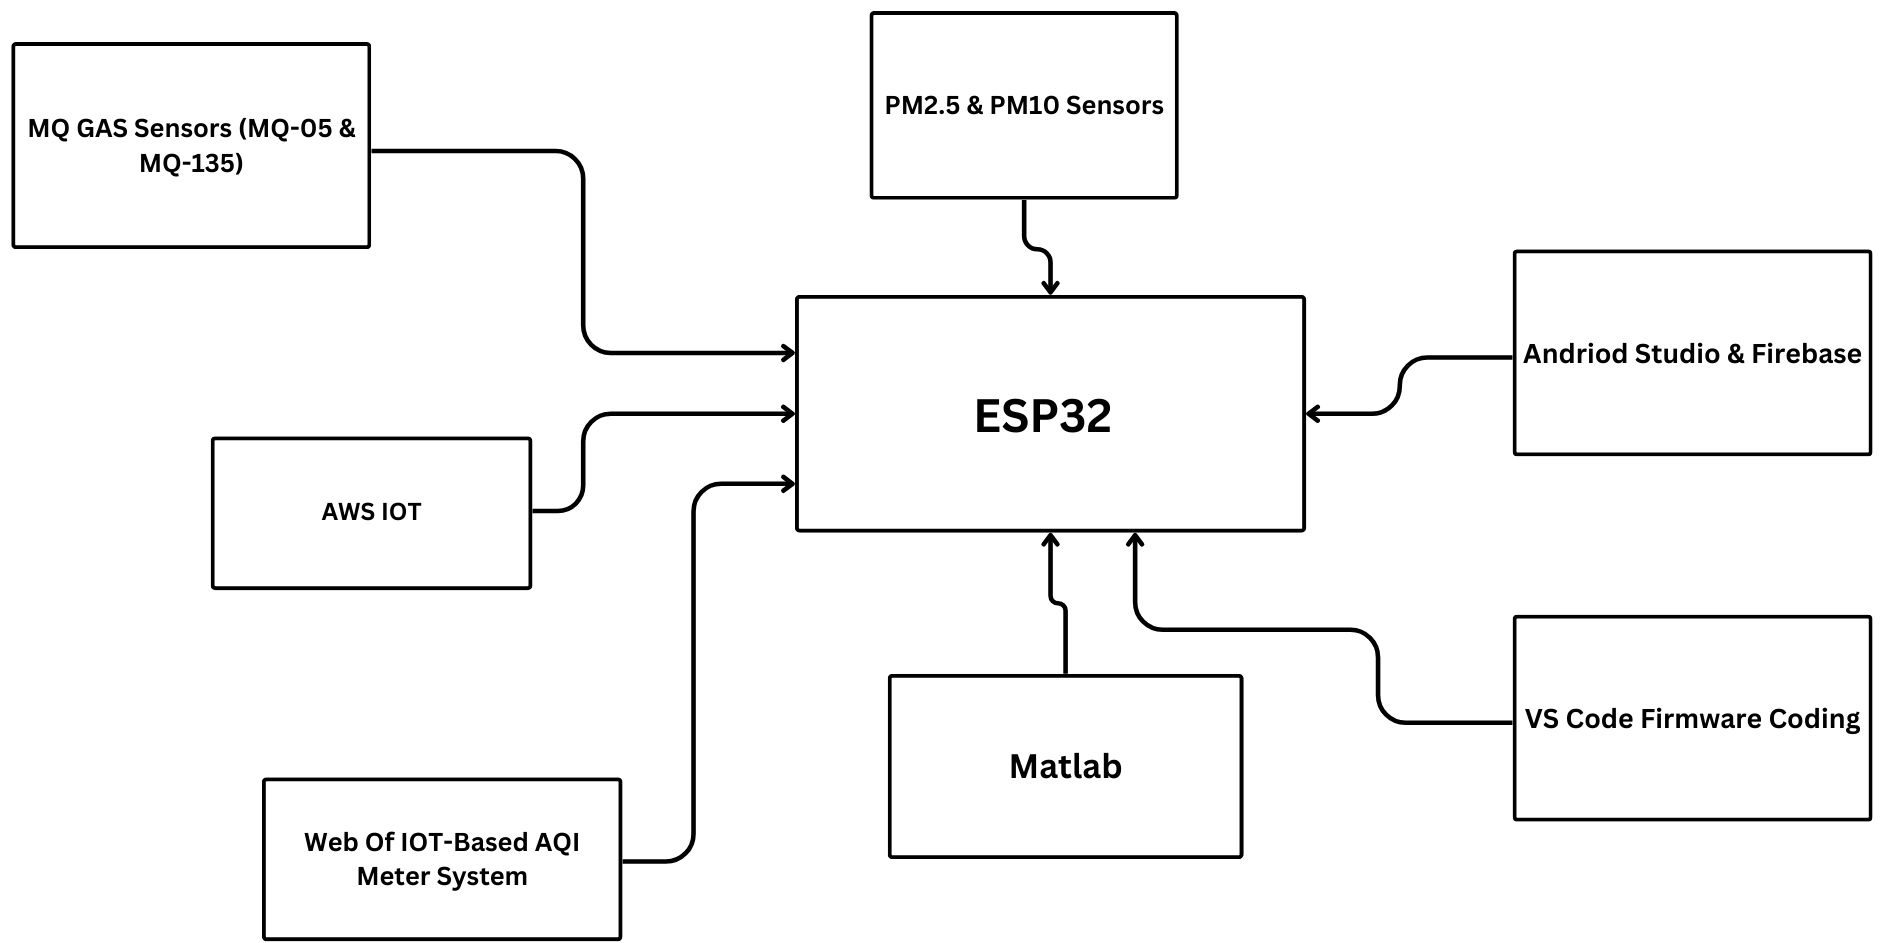 PM2.5 & PM10 Sensors
MQ GAS Sensors (MQ-05 &
MQ-135)
Andriod Studio & Firebase
ESP32
AWS IOT
VS Code Firmware Coding
Matlab
Web Of IOT-Based AQI
Meter System